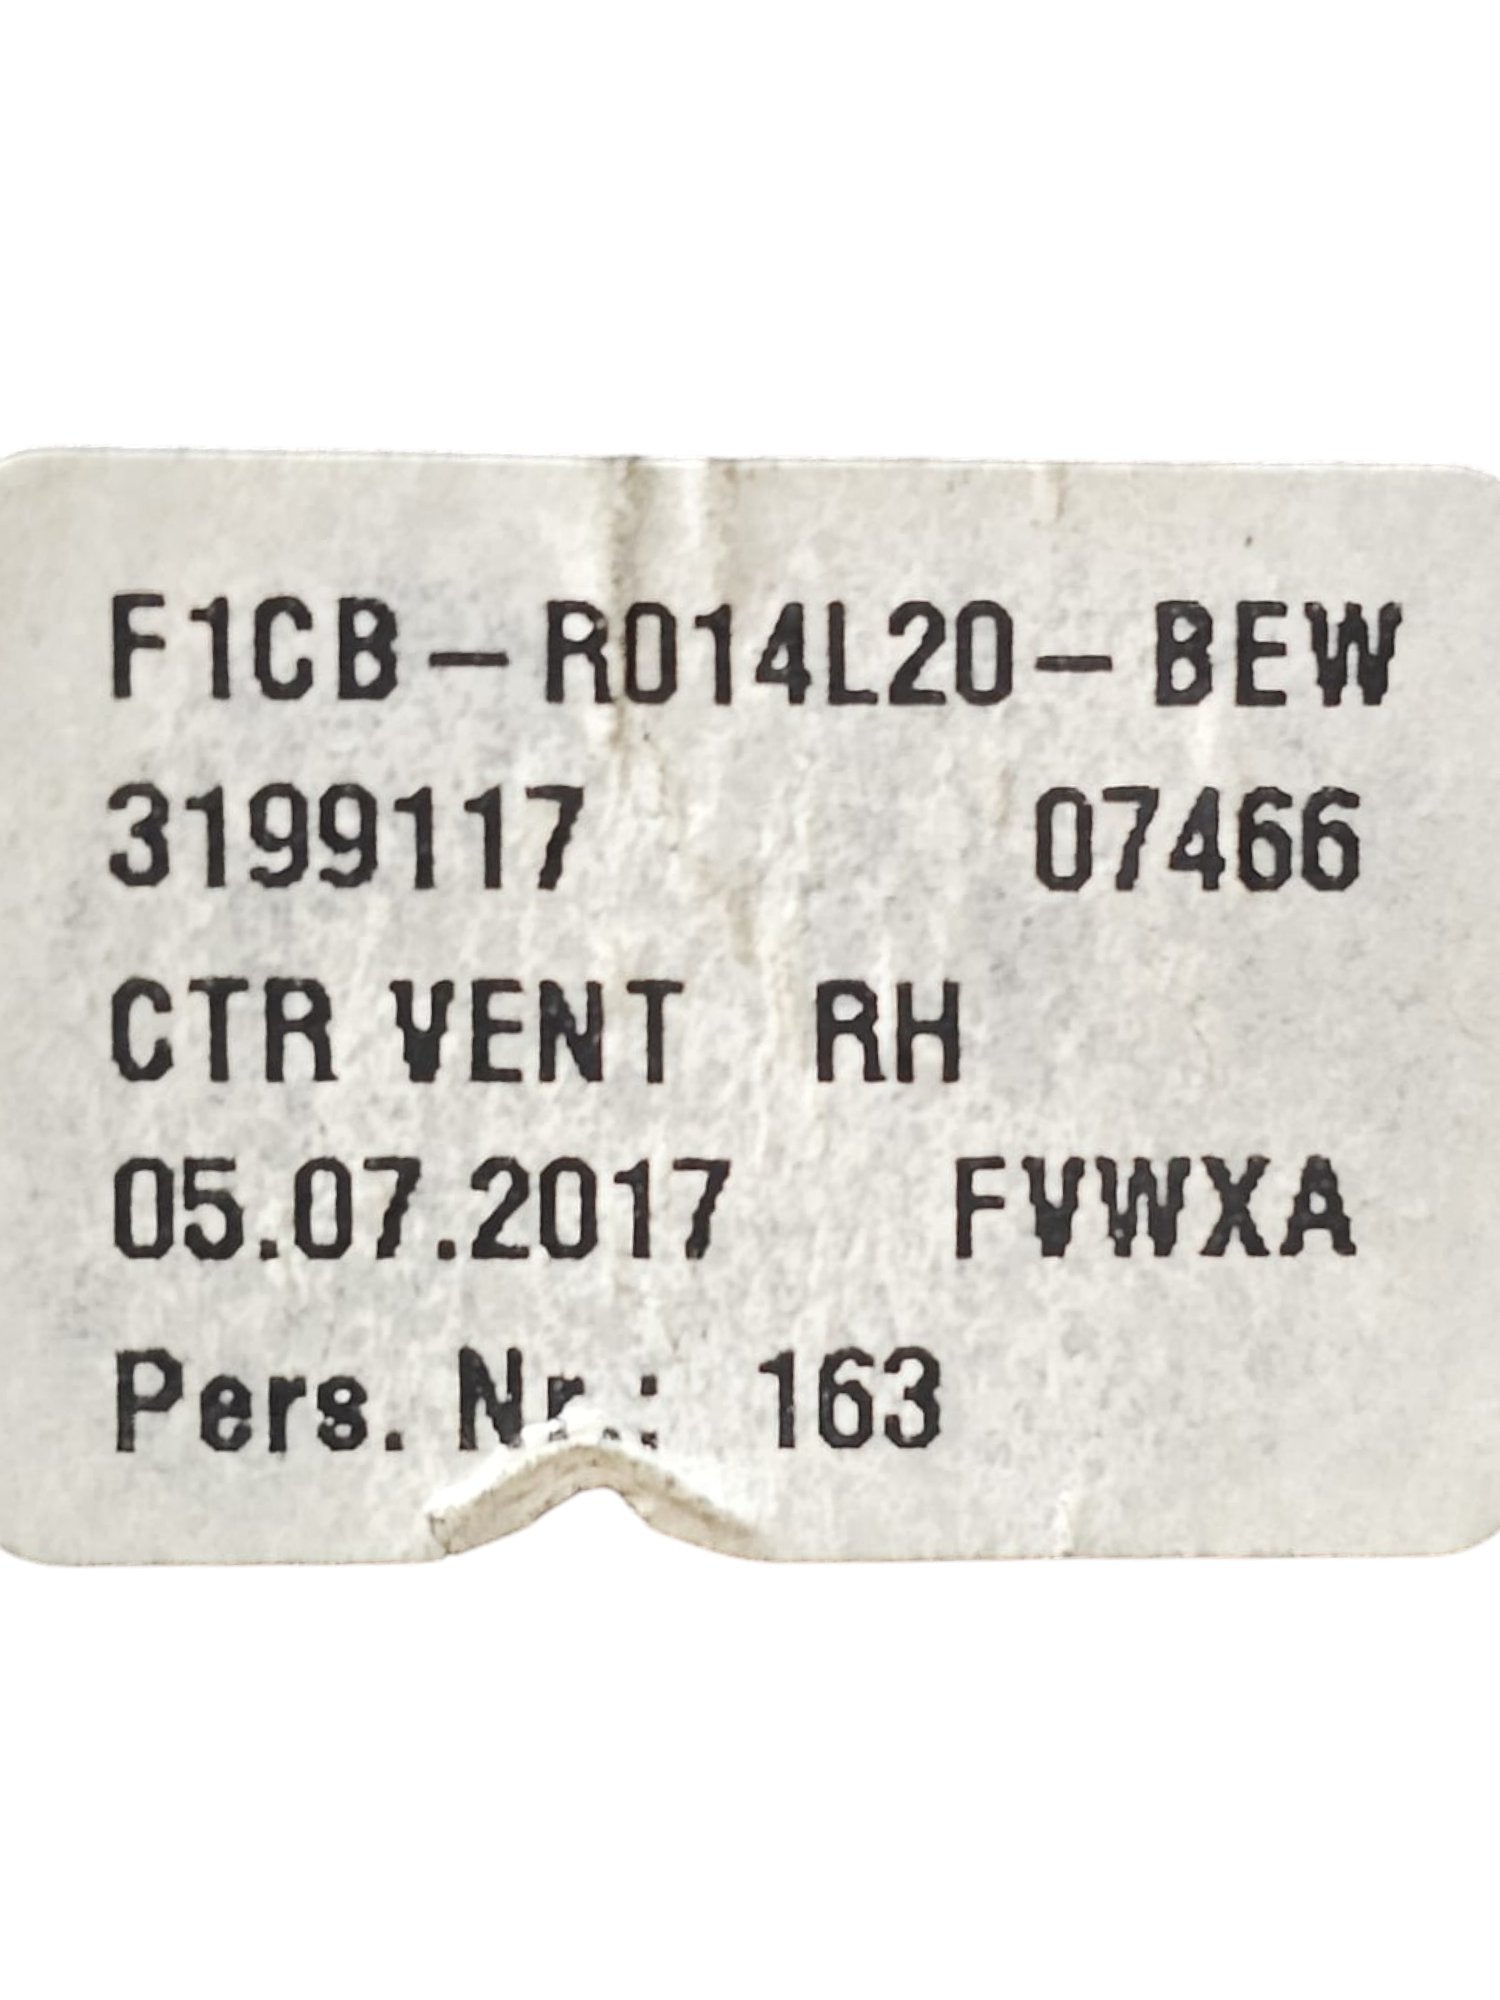 F1CB-R014L20-BEW
3199117 07466
CTR VENT RH
05.07.2017 FVWXA
Pers. Nr.: 163